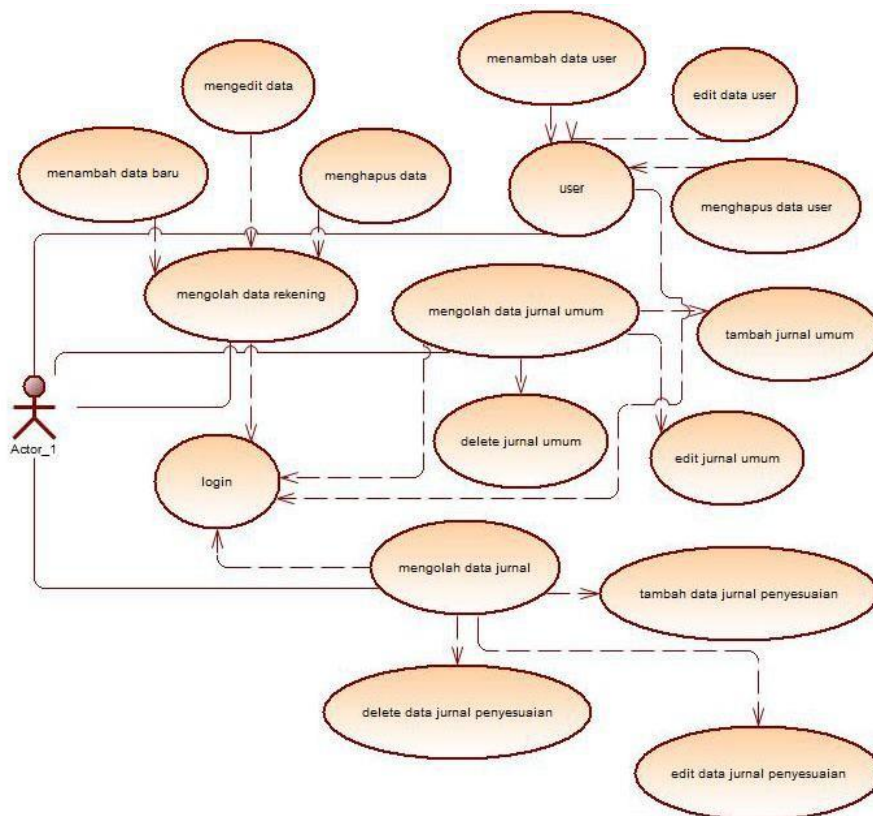 menambah data user
mengedit data
edit data user
menambah data baru
menghapus data
user
menghapus data user
mengolah data rekening
mengolah data jurnal umum
tambah jurnal umum
Actor_1
delete jurnal umum
edit jurnal umum
login
mengolah data jurnal
tambah data jurnal penyesuaian
delete data jurnal penyesuaian
edit data jurnal penyesuaian